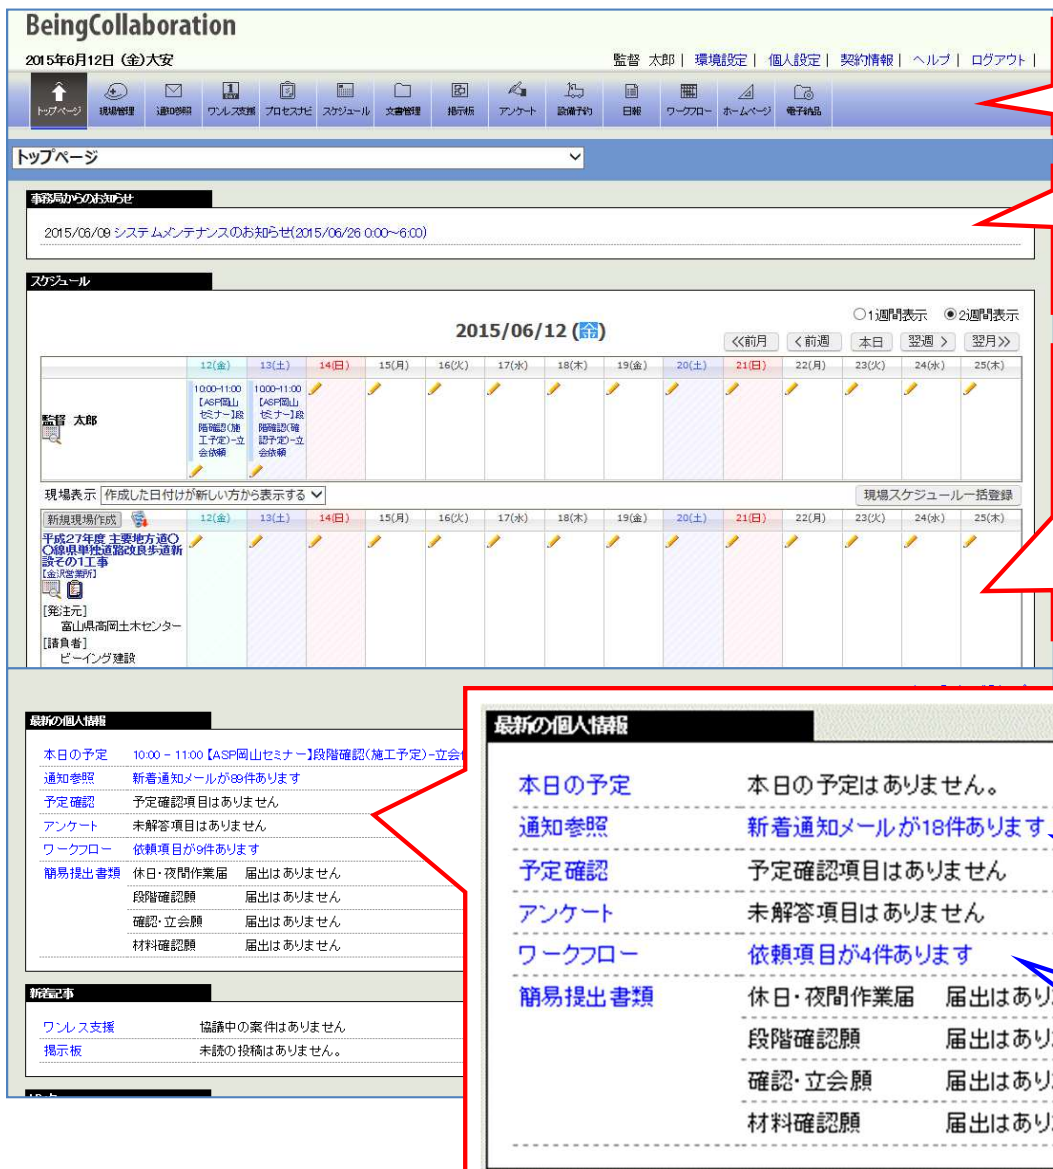 BeingCollaboration
2015年6月12日 (金)大安
監督 太郎 | 環境設定 | 個人設定 | 契約情報 | ヘルプ | ログアウト |
トップページ 現場管理 通知参照 ワンレス支援 プロセスナビ スケジュール 文書管理 掲示板 アンケート 設備予約 日報 ワークフロー ホームページ 電子納品
トップページ
事務局からのお知らせ
2015/06/09 システムメンテナンスのお知らせ(2015/06/26 0:00～6:00)
スケジュール
○1週間表示 ◉2週間表示
2015/06/12 (金)
≪前月 <前週 本日 翌週> 翌月≫
12(金) 13(土) 14(日) 15(月) 16(火) 17(水) 18(木) 19(金) 20(土) 21(日) 22(月) 23(火) 24(水) 25(木)
監督 太郎
10:00-11:00
【ASP岡山
セミナー】段
階確認(施
工予定)-立
会依頼
10:00-11:00
【ASP岡山
セミナー】段
階確認(確
認予定)-立
会依頼
現場表示 作成した日付けが新しい方から表示する
現場スケジュール一括登録
新規現場作成
12(金) 13(土) 14(日) 15(月) 16(火) 17(水) 18(木) 19(金) 20(土) 21(日) 22(月) 23(火) 24(水) 25(木)
平成27年度 主要地方道〇
〇線県単独道路改良歩道新
設その1工事
[金沢営業所]
[発注元]
富山県高岡土木センター
[請負者]
ビーイング建設
最新の個人情報
本日の予定 10:00 - 11:00 【ASP岡山セミナー】段階確認(施工予定)-立会
通知参照 新着通知メールが89件あります
予定確認 予定確認項目はありません
アンケート 未解答項目はありません
ワークフロー 依頼項目が9件あります
簡易提出書類 休日・夜間作業届 届出はありません
段階確認願 届出はありません
確認・立会願 届出はありません
材料確認願 届出はありません
新着記事
ワンレス支援 協議中の案件はありません
掲示板 未読の投稿はありません。
最新の個人情報
本日の予定 本日の予定はありません。
通知参照 新着通知メールが18件あります
予定確認 予定確認項目はありません
アンケート 未解答項目はありません
ワークフロー 依頼項目が4件あります
簡易提出書類 休日・夜間作業届 届出はあり
段階確認願 届出はあり
確認・立会願 届出はあり
材料確認願 届出はあり